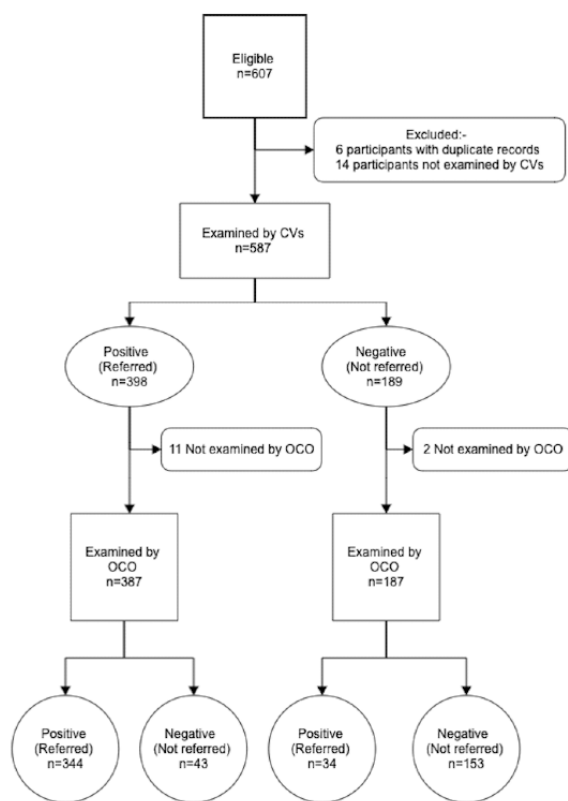 Eligible
n=607
Excluded:-
6 participants with duplicate records
14 participants not examined by CVs
Examined by CVs
n=587
Positive
(Referred)
n=398
Negative
(Not referred)
n=189
11 Not examined by OCO
2 Not examined by OCO
Examined by
OCO
n=387
Examined by
OCO
n=187
Positive
(Referred)
n=344
Negative
(Not referred)
n=43
Positive
(Referred)
n=34
Negative
(Not referred)
n=153